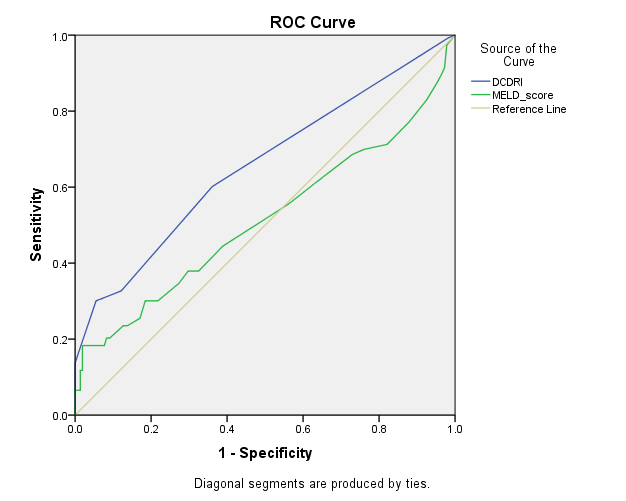 ROC Curve
Source of the
Curve
DCDRI
MELD_score
Reference Line
Sensitivity
1.0
0.8
0.6
0.4
0.2
0.0
0.0 0.2 0.4 0.6 0.8 1.0
1 - Specificity
Diagonal segments are produced by ties.